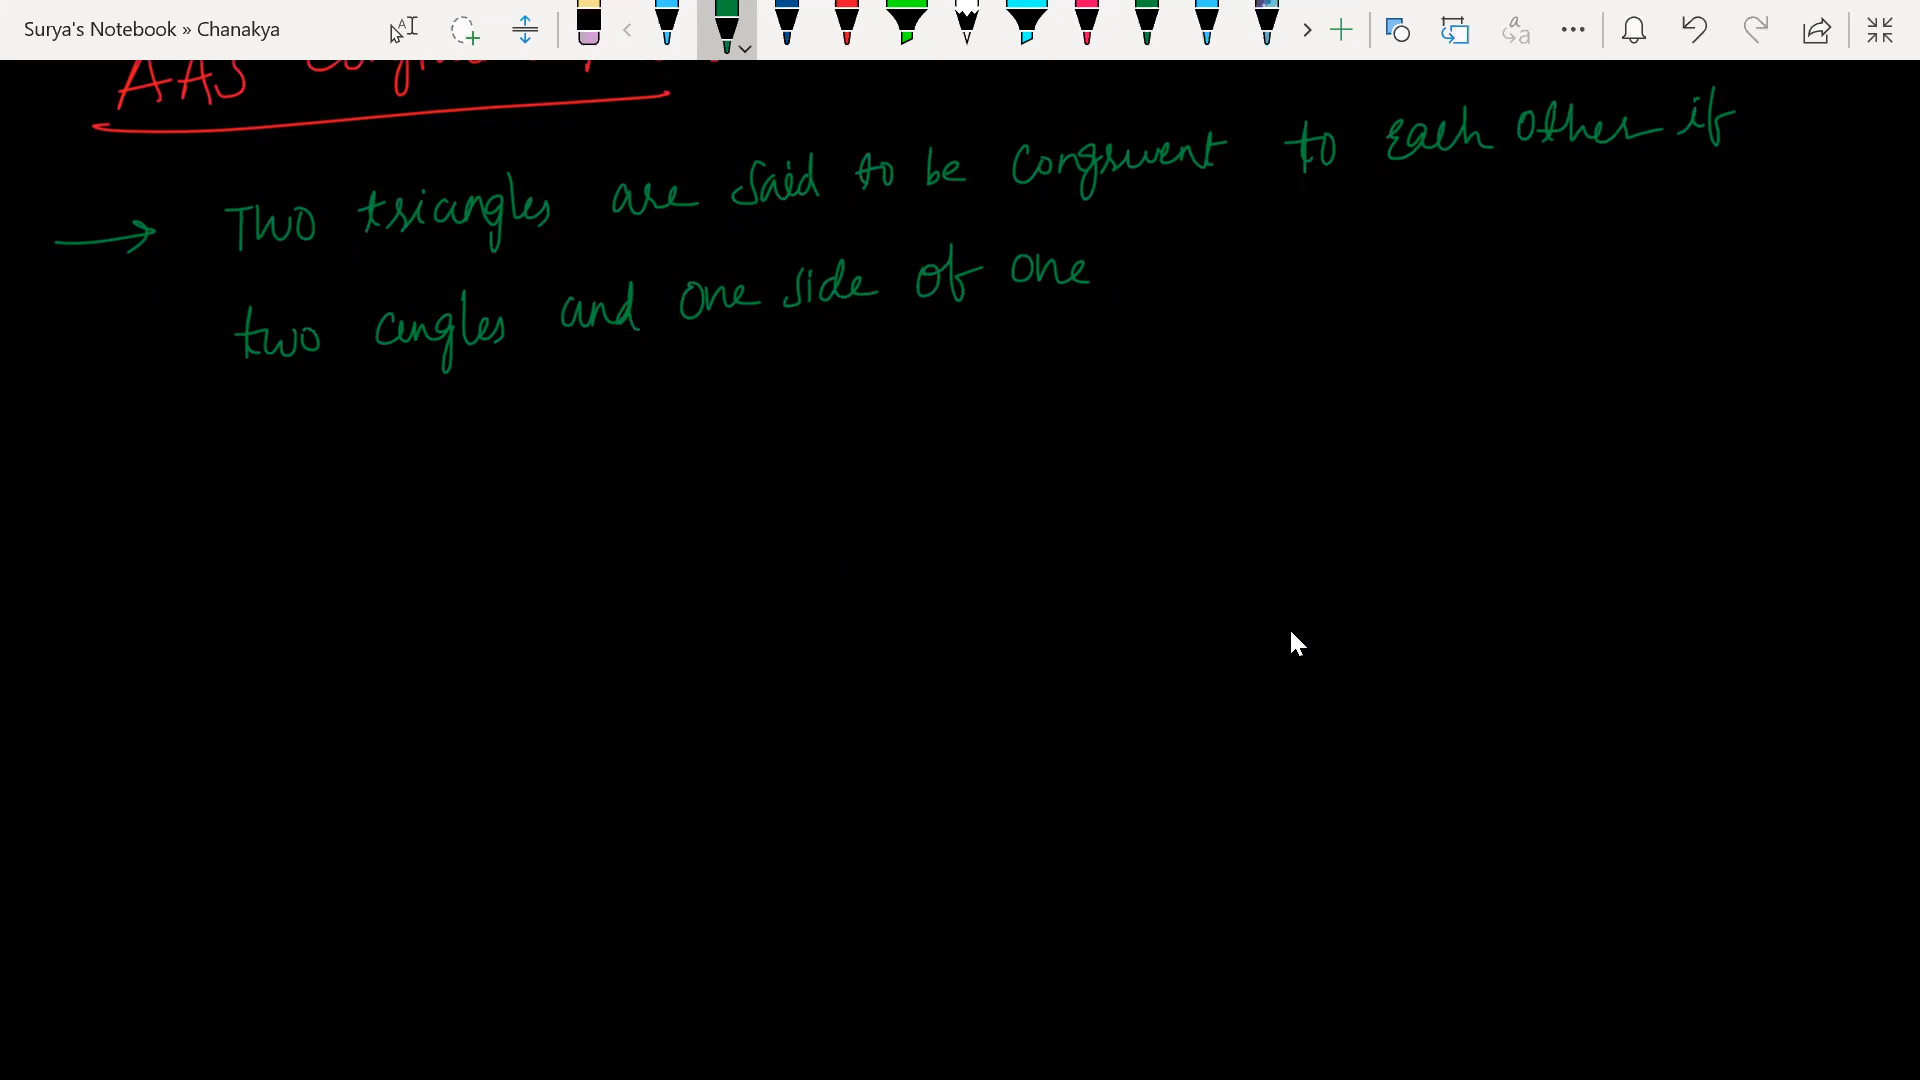 Surya's Notebook » Chanakya
AAS
Two triangles are said to be congruent to each other if
two angles and one side of one